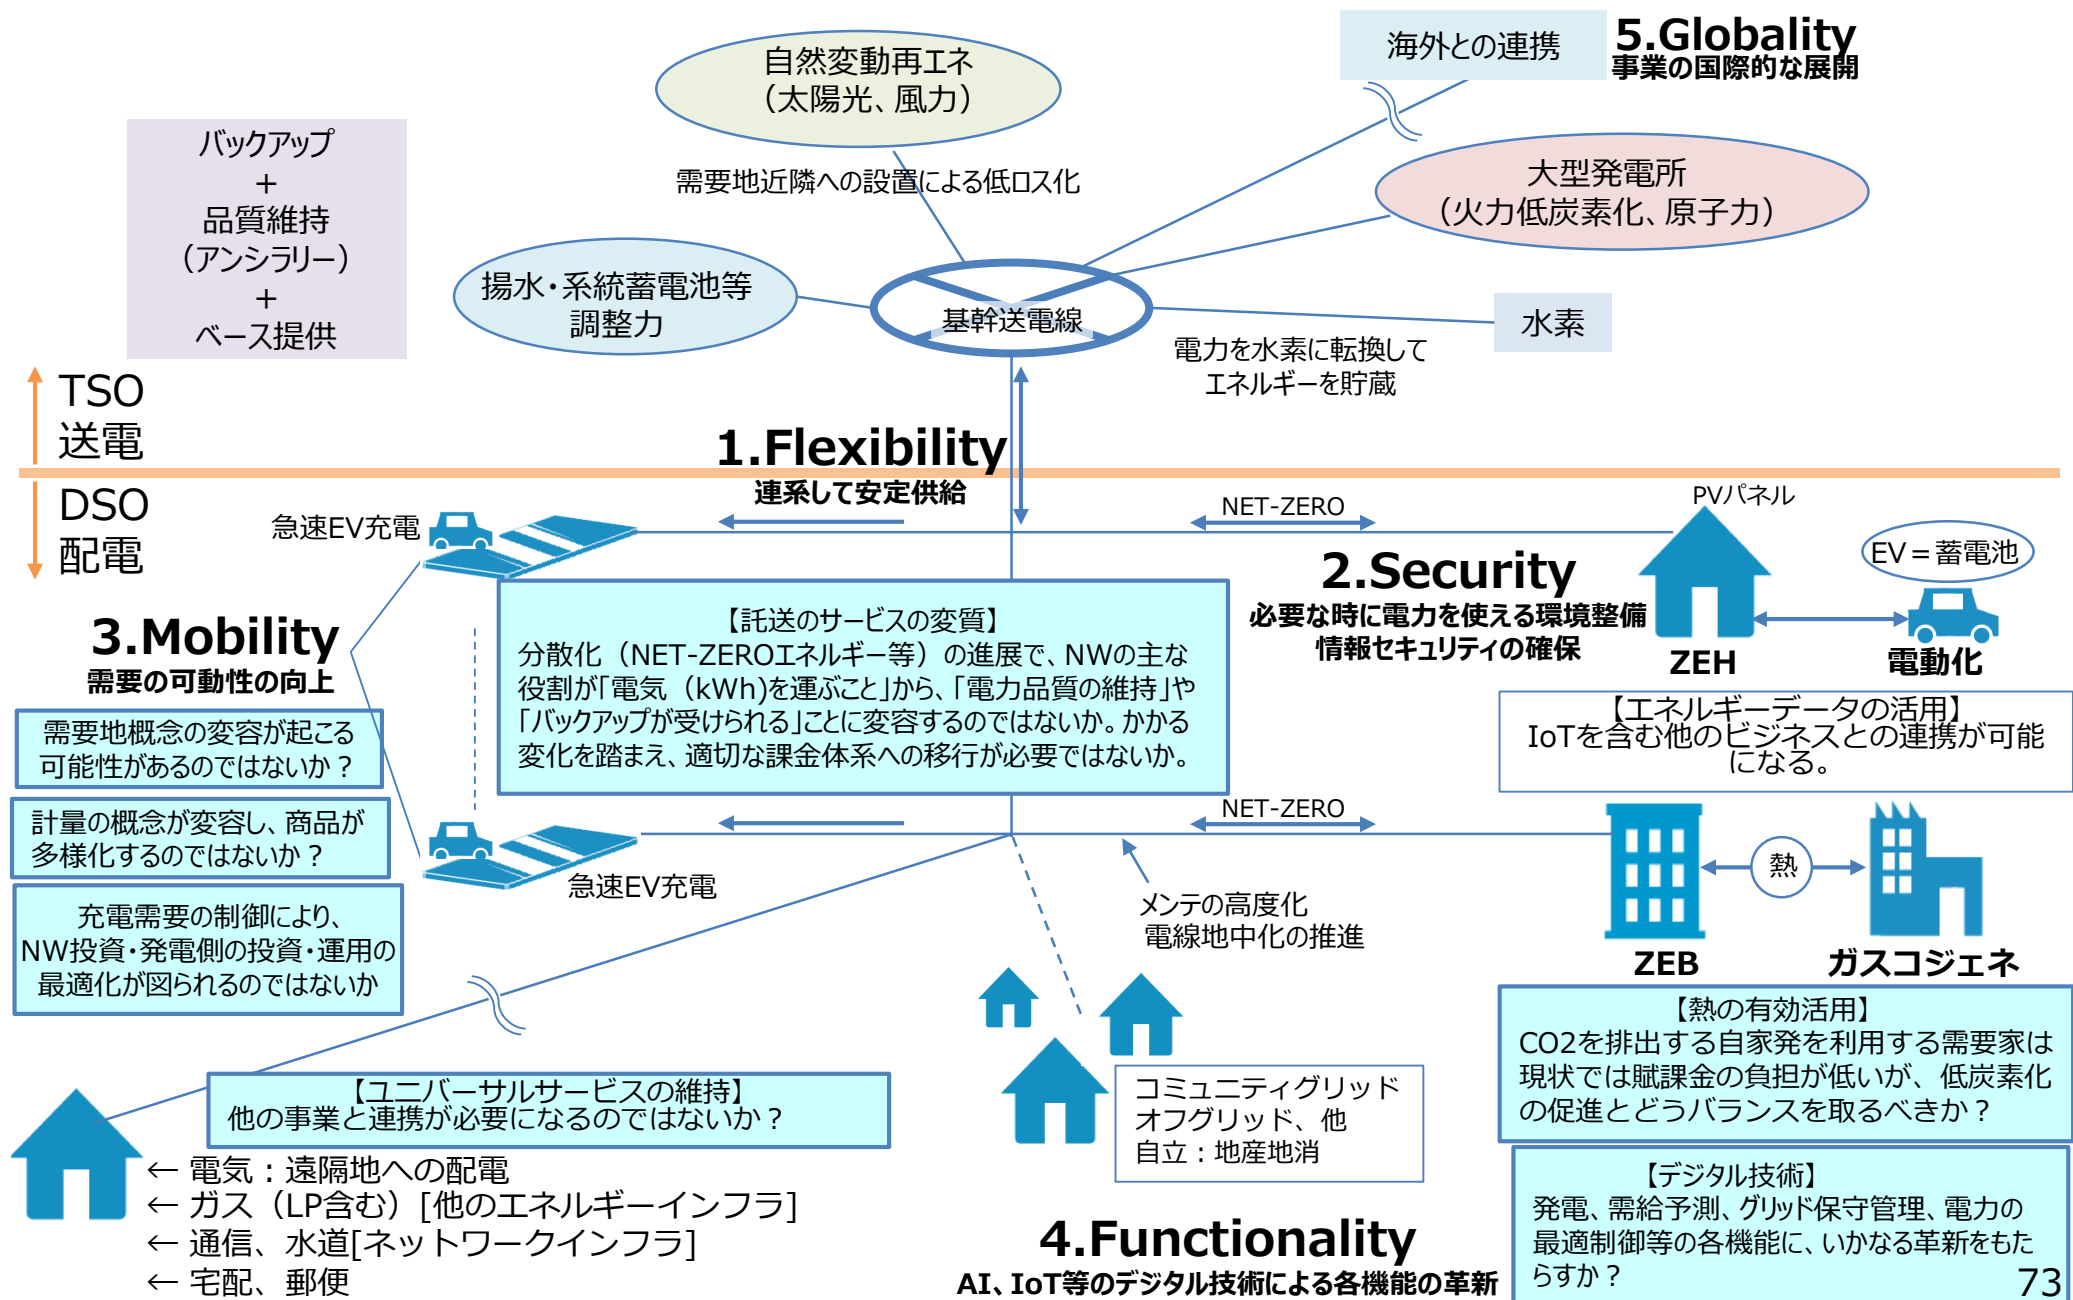 海外との連携
5.Globality
事業の国際的な展開
自然変動再エネ
（太陽光、風力）
バックアップ
＋
品質維持
（アンシラリー）
＋
ベース提供
需要地近隣への設置による低ロス化
大型発電所
（火力低炭素化、原子力）
揚水・系統蓄電池等
調整力
基幹送電線
水素
電力を水素に転換して
エネルギーを貯蔵
TSO
送電
1.Flexibility
連系して安定供給
DSO
配電
急速EV充電
NET-ZERO
PVパネル
EV＝蓄電池
2.Security
必要な時に電力を使える環境整備
情報セキュリティの確保
ZEH
電動化
3.Mobility
需要の可動性の向上
【託送のサービスの変質】
分散化（NET-ZEROエネルギー等）の進展で、NWの主な
役割が「電気（kWh)を運ぶこと」から、「電力品質の維持」や
「バックアップが受けられる」ことに変容するのではないか。かかる
変化を踏まえ、適切な課金体系への移行が必要ではないか。
【エネルギーデータの活用】
IoTを含む他のビジネスとの連携が可能
になる。
需要地概念の変容が起こる
可能性があるのではないか？
計量の概念が変容し、商品が
多様化するのではないか？
充電需要の制御により、
NW投資・発電側の投資・運用の
最適化が図られるのではないか
NET-ZERO
急速EV充電
メンテの高度化
電線地中化の推進
熱
ZEB
ガスコジェネ
【熱の有効活用】
CO2を排出する自家発を利用する需要家は
現状では賦課金の負担が低いが、低炭素化
の促進とどうバランスを取るべきか？
【ユニバーサルサービスの維持】
他の事業と連携が必要になるのではないか？
コミュニティグリッド
オフグリッド、他
自立：地産地消
← 電気：遠隔地への配電
← ガス（LP含む）[他のエネルギーインフラ]
← 通信、水道[ネットワークインフラ]
← 宅配、郵便
4.Functionality
AI、IoT等のデジタル技術による各機能の革新
【デジタル技術】
発電、需給予測、グリッド保守管理、電力の
最適制御等の各機能に、いかなる革新をもた
らすか？
73